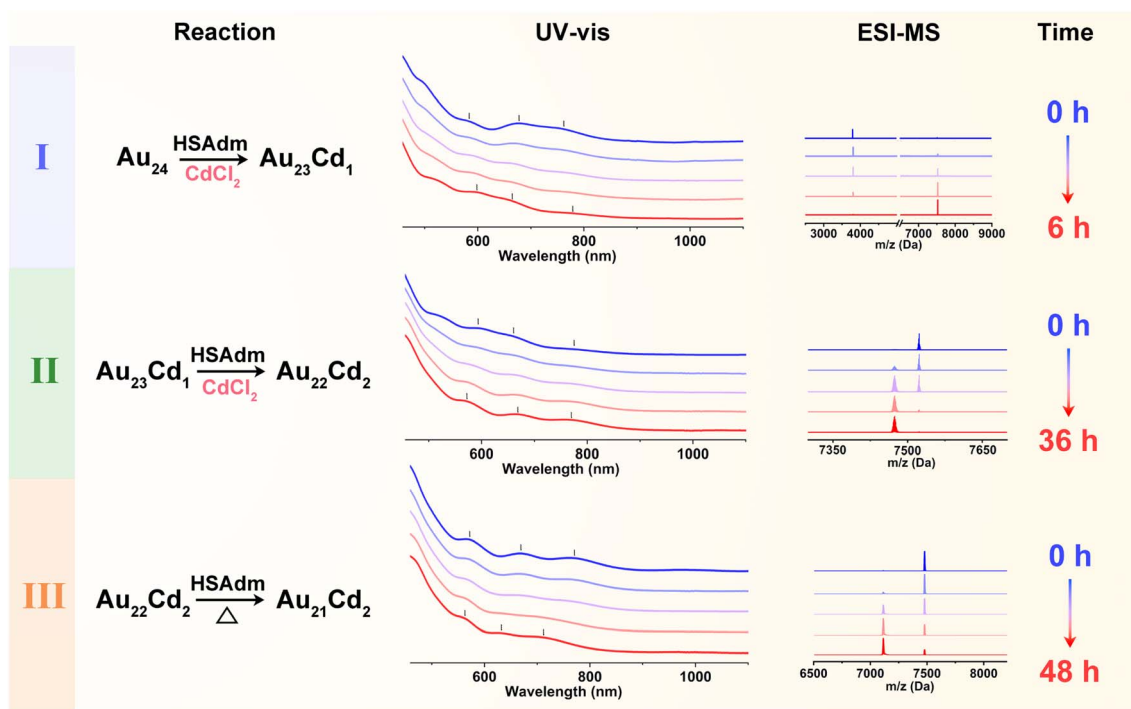 Reaction UV-vis ESI-MS Time
I
HSAdm
Au₂₄ Au₂₃Cd₁
CdCl₂
600 800 1000
Wavelength (nm)
3000 4000 7000 8000 9000
m/z (Da)
0 h
6 h
II
HSAdm
Au₂₃Cd₁ Au₂₂Cd₂
CdCl₂
600 800 1000
Wavelength (nm)
7350 7500 7650
m/z (Da)
0 h
36 h
III
HSAdm
Au₂₂Cd₂ Au₂₁Cd₂
△
600 800 1000
Wavelength (nm)
6500 7000 7500 8000
m/z (Da)
0 h
48 h